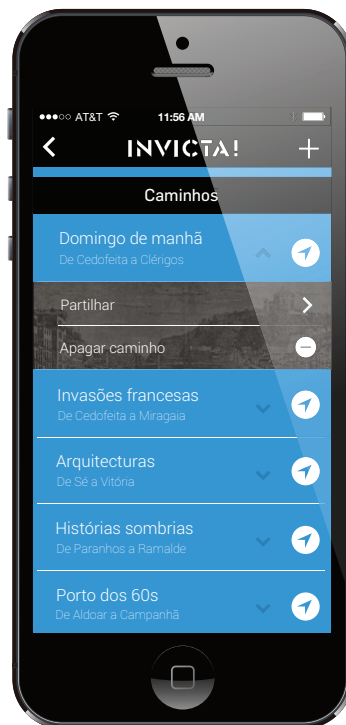 AT&T 11:56 AM
INVICTA!
Caminhos
Domingo de manhã
De Cedofeita a Clérigos
Partilhar
Apagar caminho
Invasões francesas
De Cedofeita a Miragaia
Arquitecturas
De Sé a Vitória
Histórias sombrias
De Paranhos a Ramalde
Porto dos 60s
De Aldoar a Campanhã